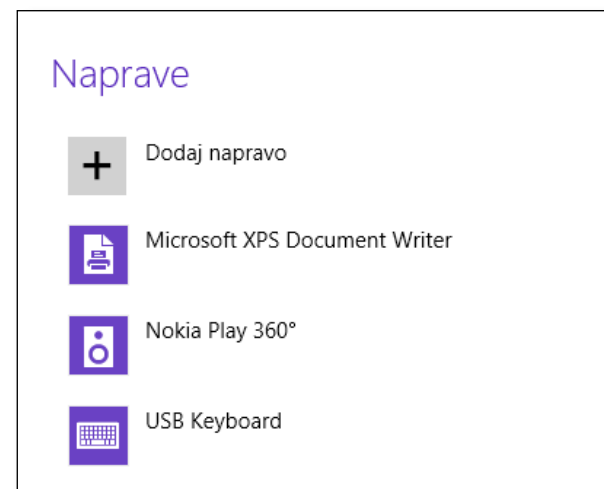 Naprave
Dodaj napravo
Microsoft XPS Document Writer
Nokia Play 360°
USB Keyboard